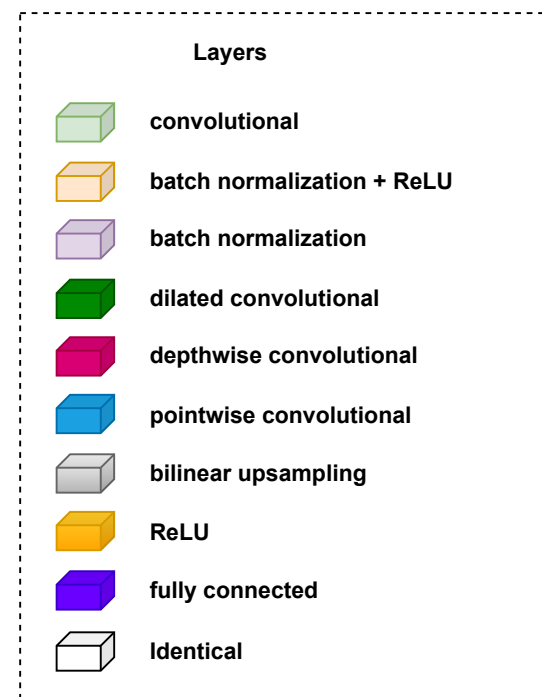 Layers
convolutional
batch normalization + ReLU
batch normalization
dilated convolutional
depthwise convolutional
pointwise convolutional
bilinear upsampling
ReLU
fully connected
Identical